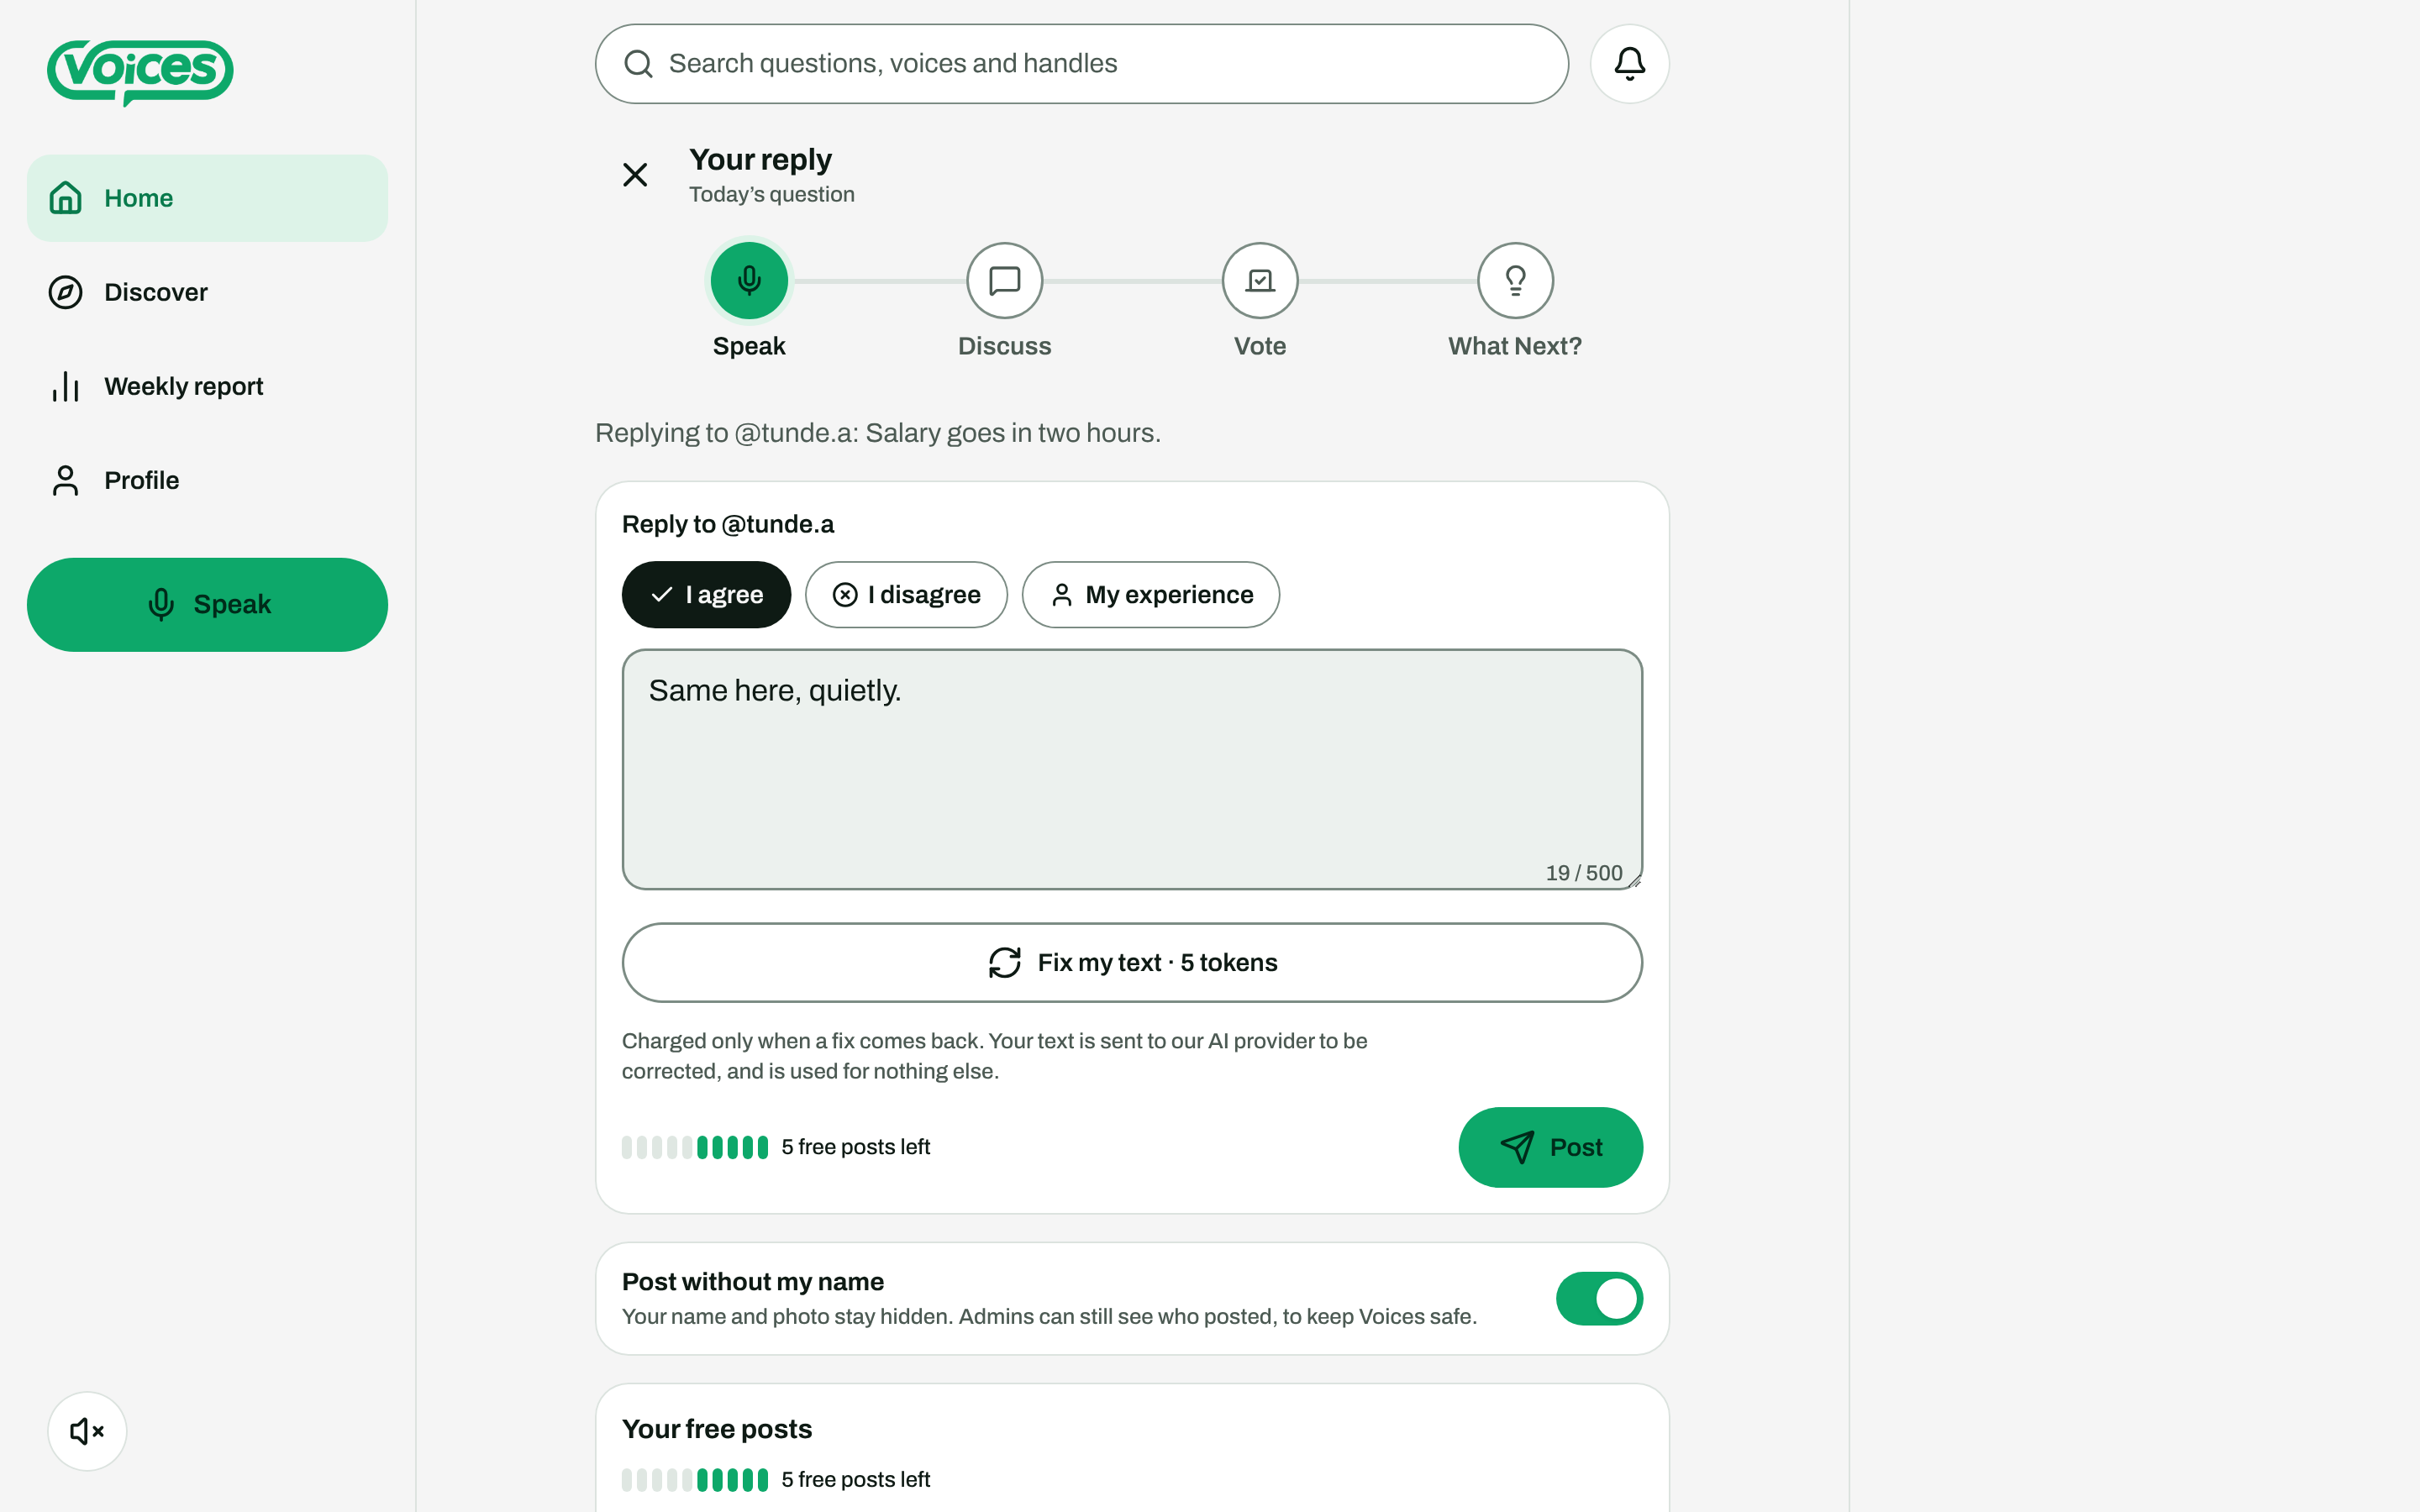 voices
Home
Discover
Weekly report
Profile
Speak
Search questions, voices and handles
Your reply
Today’s question
Speak
Discuss
Vote
What Next?
Replying to @tunde.a: Salary goes in two hours.
Reply to @tunde.a
I agree
I disagree
My experience
Same here, quietly.
19 / 500
Fix my text · 5 tokens
Charged only when a fix comes back. Your text is sent to our AI provider to be
corrected, and is used for nothing else.
5 free posts left
Post
Post without my name
Your name and photo stay hidden. Admins can still see who posted, to keep Voices safe.
Your free posts
5 free posts left